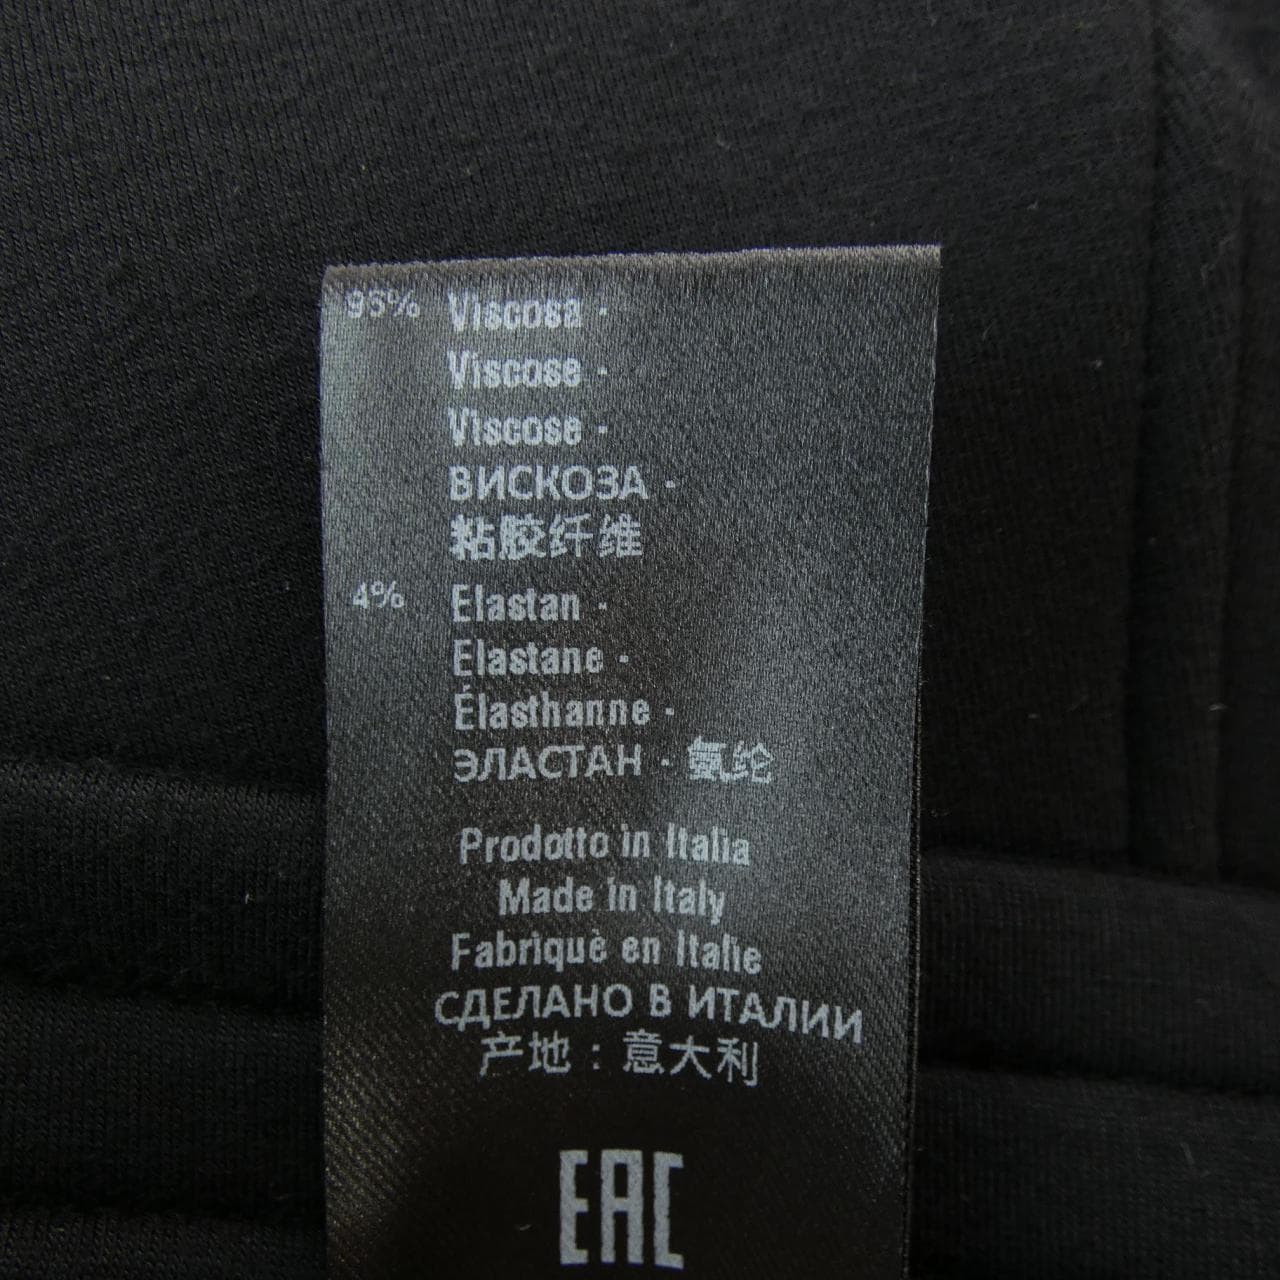 96% Viscosa ·
Viscose ·
Viscose ·
ВИСКОЗА ·
粘胶纤维
4% Elastan ·
Elastane ·
Élasthanne ·
ЭЛАСТАН · 氨纶
Prodotto in Italia
Made in Italy
Fabriquè en Italie
СДЕЛАНО В ИТАЛИИ
产地 : 意大利
EAC